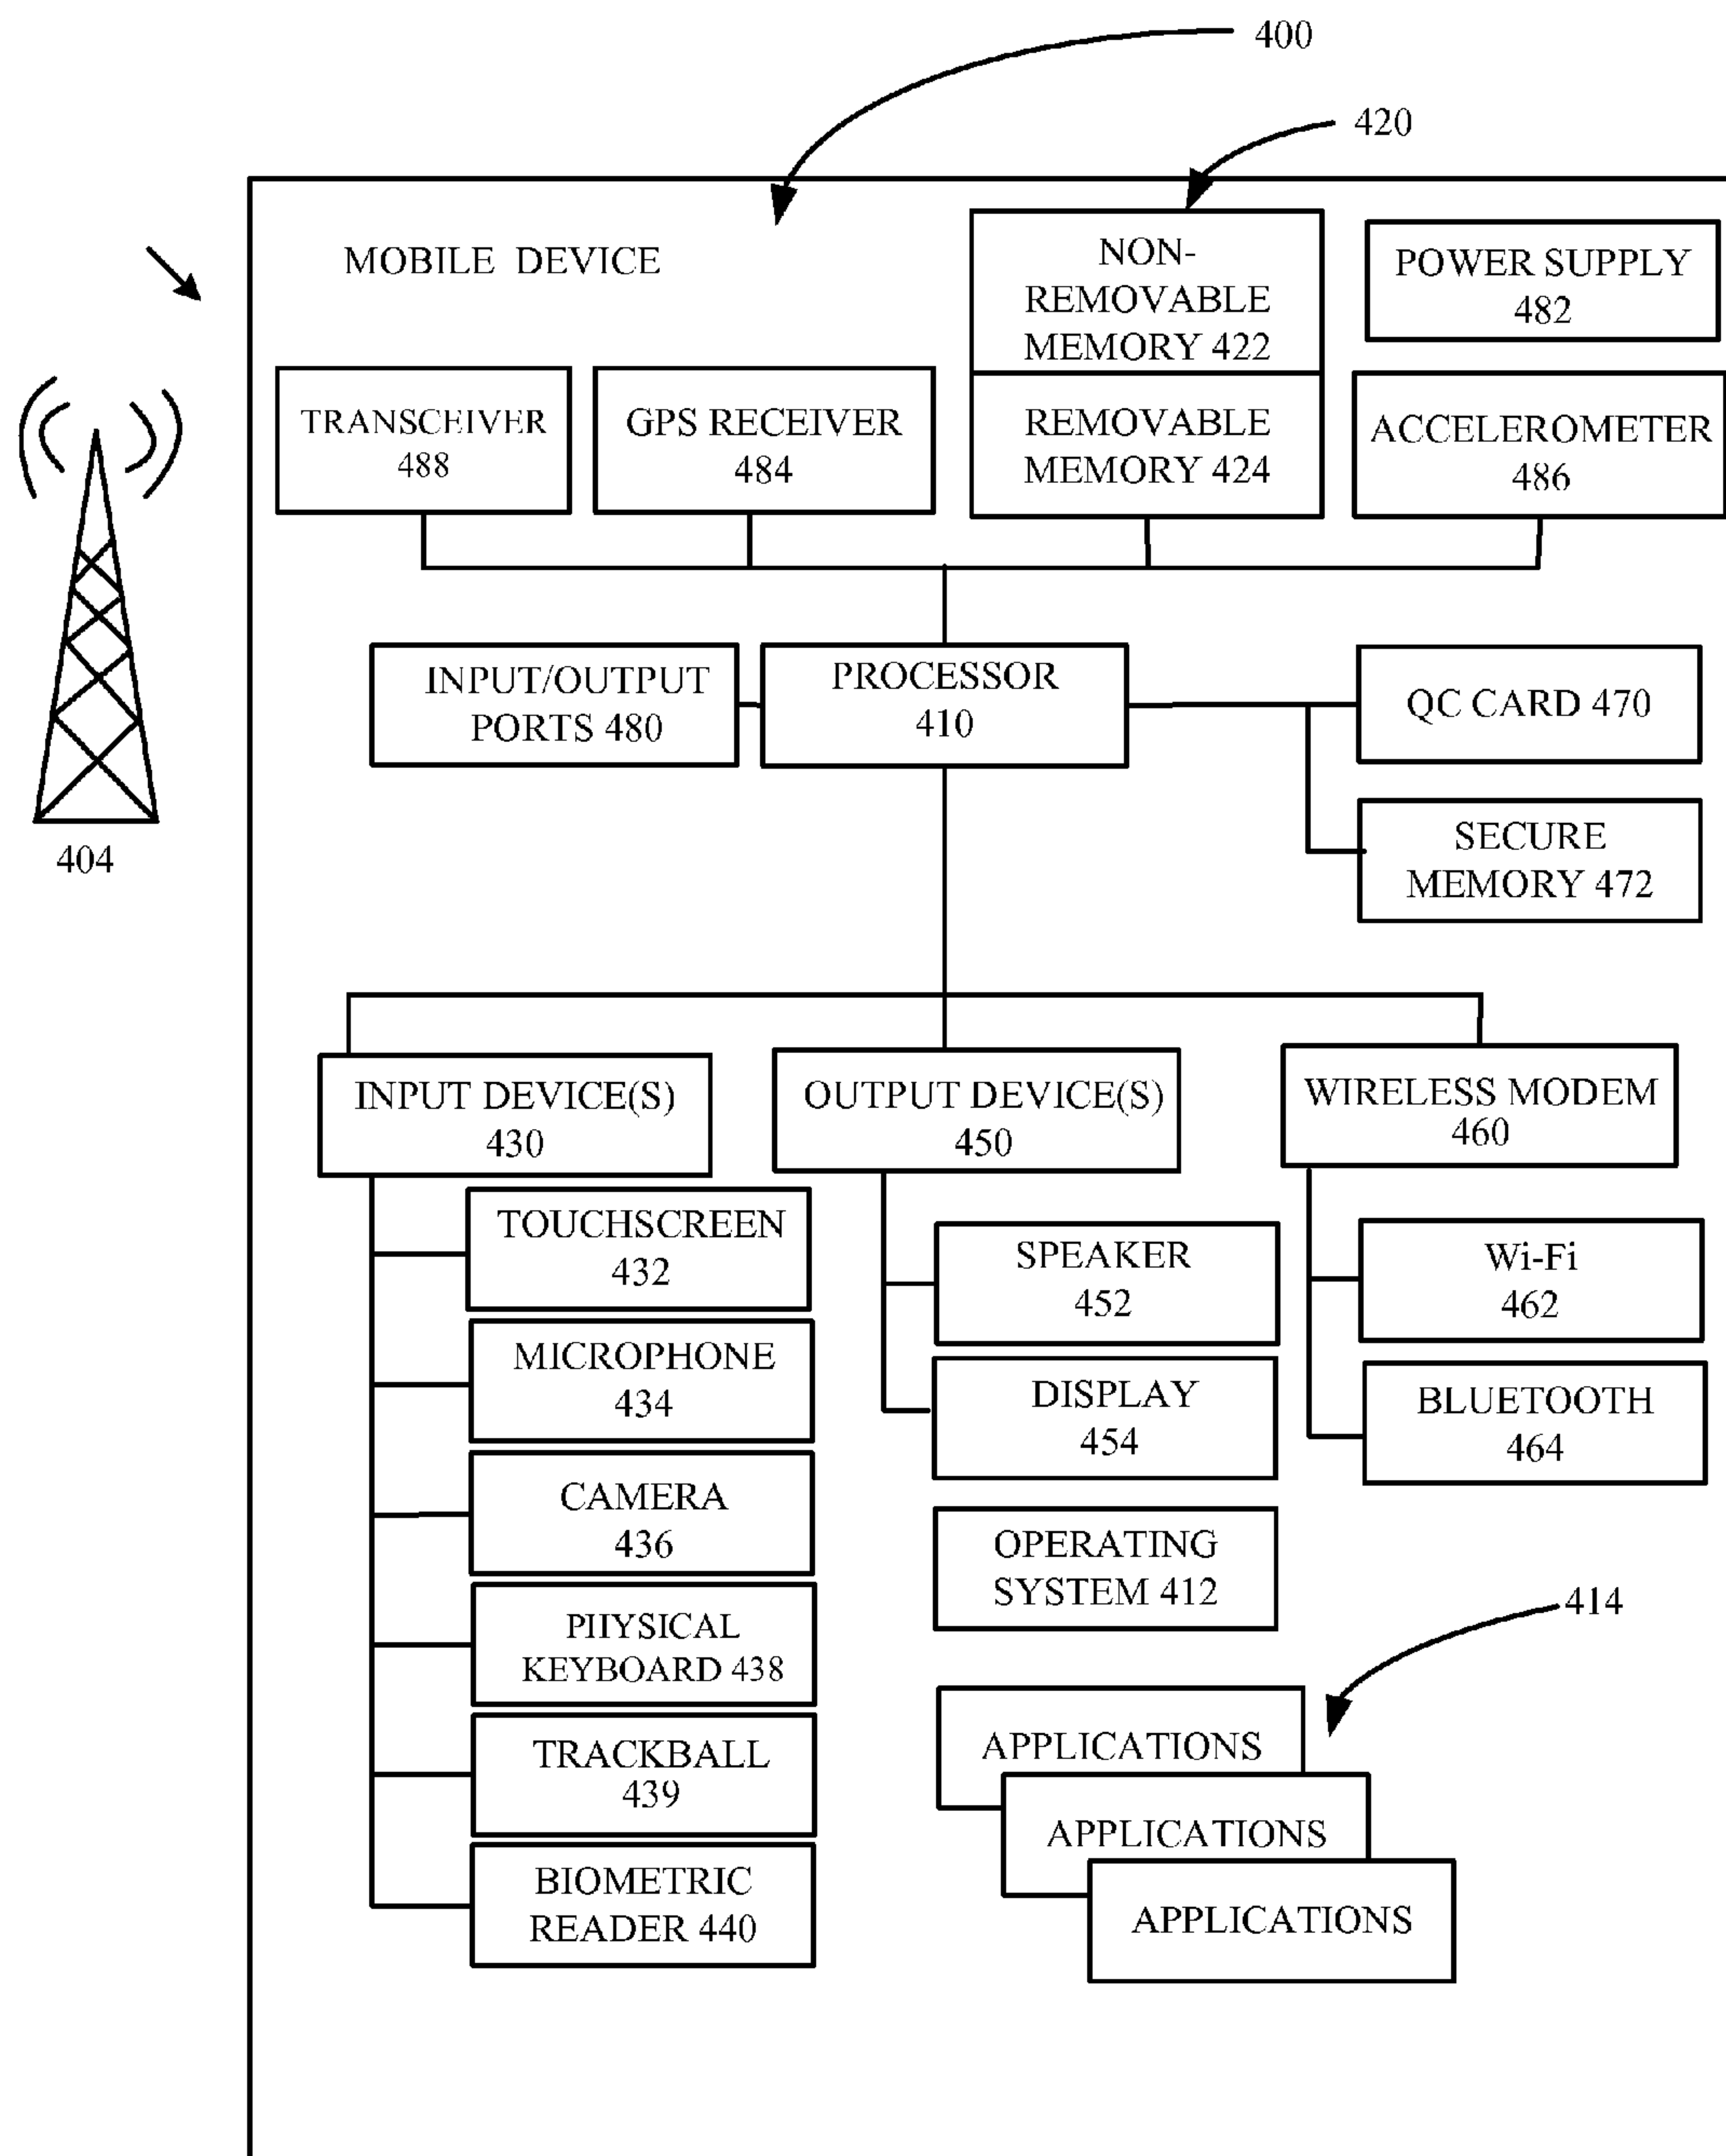 400
420
MOBILE DEVICE
NON-
REMOVABLE
MEMORY 422
POWER SUPPLY
482
TRANSCEIVER
488
GPS RECEIVER
484
REMOVABLE
MEMORY 424
ACCELEROMETER
486
INPUT/OUTPUT
PORTS 480
PROCESSOR
410
QC CARD 470
SECURE
MEMORY 472
404
INPUT DEVICE(S)
430
OUTPUT DEVICE(S)
450
WIRELESS MODEM
460
TOUCHSCREEN
432
MICROPHONE
434
CAMERA
436
PHYSICAL
KEYBOARD 438
TRACKBALL
439
BIOMETRIC
READER 440
SPEAKER
452
DISPLAY
454
OPERATING
SYSTEM 412
Wi-Fi
462
BLUETOOTH
464
414
APPLICATIONS
APPLICATIONS
APPLICATIONS